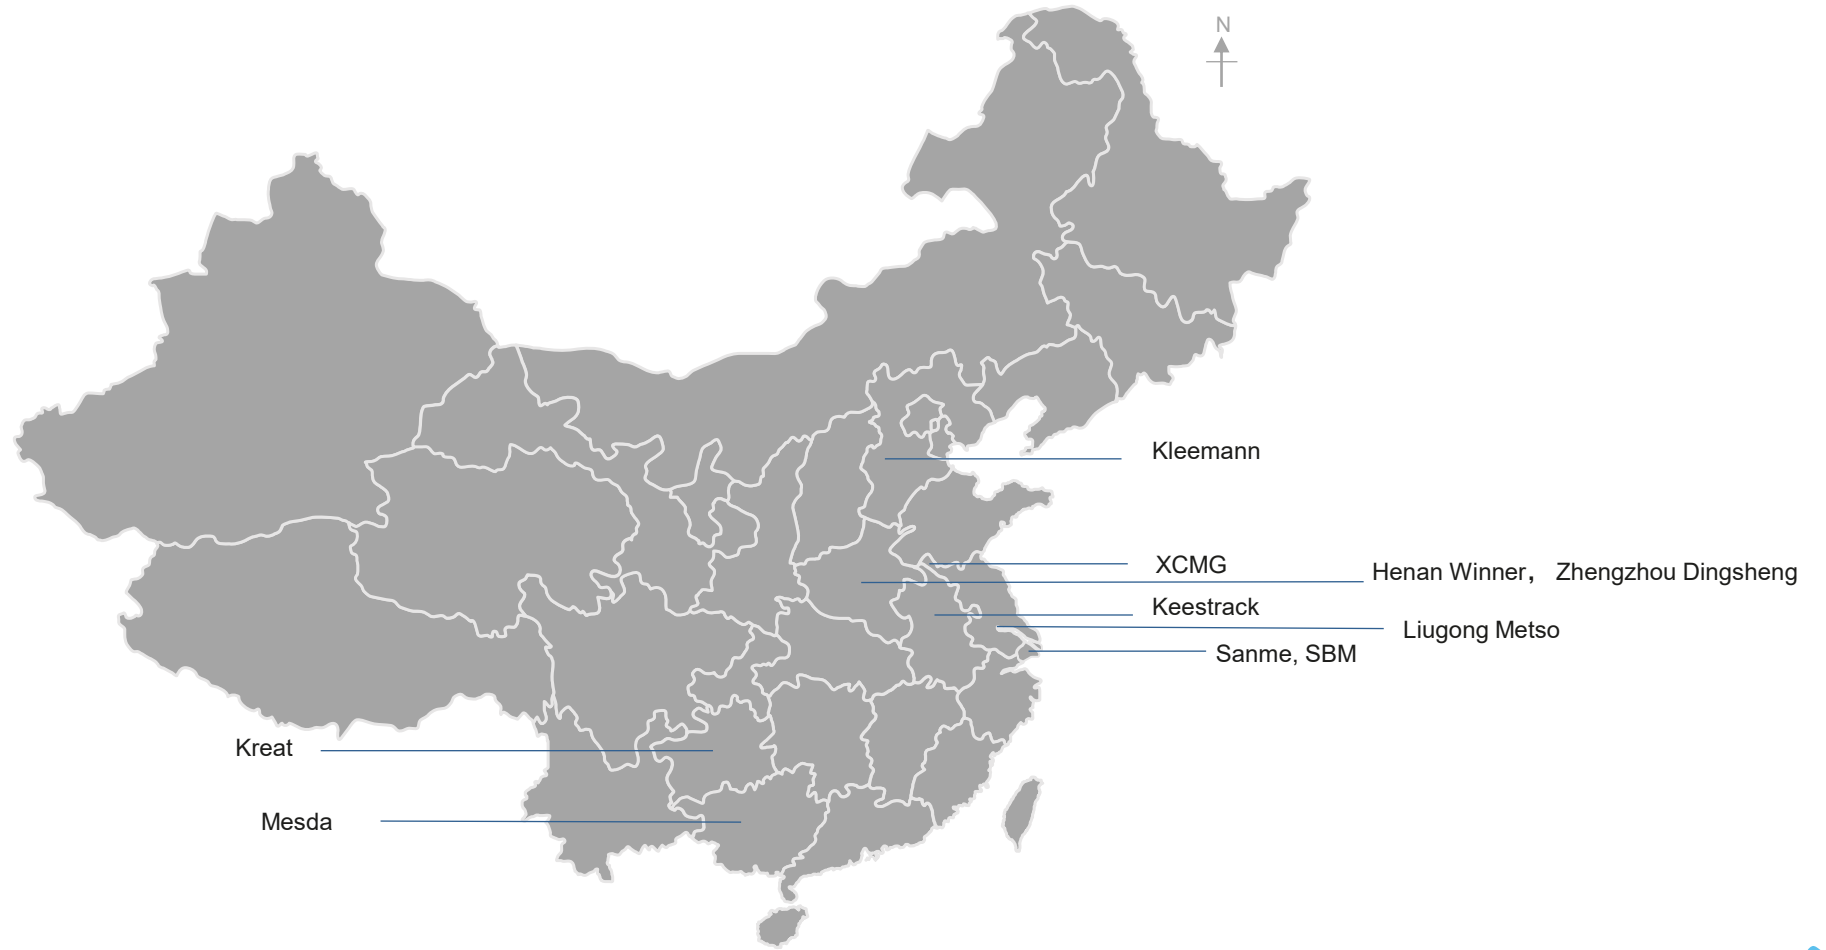 N
Kleemann
XCMG
Henan Winner， Zhengzhou Dingsheng
Keestrack
Liugong Metso
Sanme, SBM
Kreat
Mesda